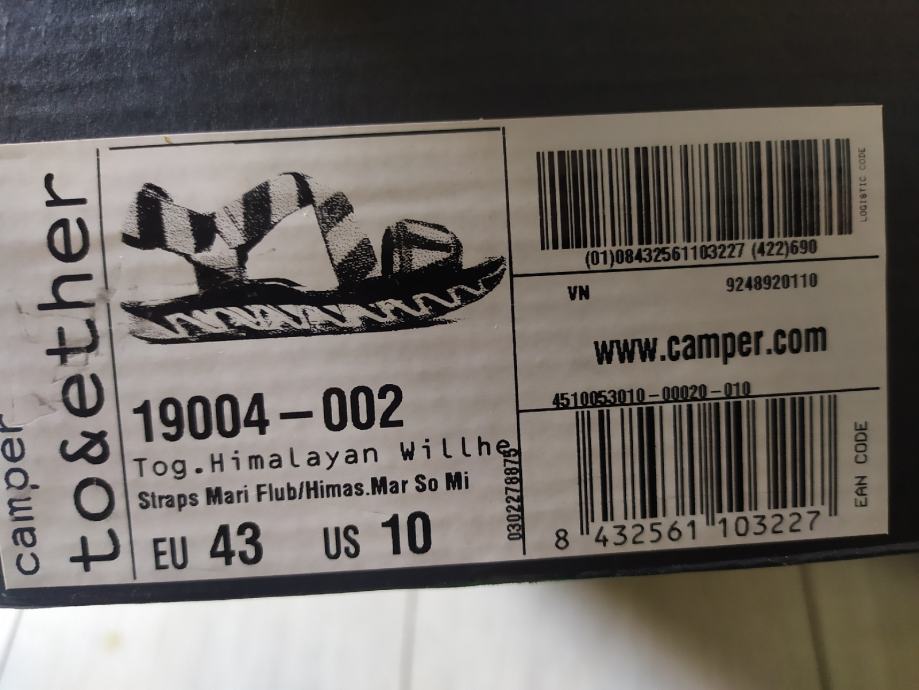 camper
to&ether
19004-002
Tog.Himalayan Willhe
Straps Mari Flub/Himas.Mar So Mi
EU 43 US 10
0302278875
LOGISTIC CODE
(01)08432561103227 (422)690
VN 9248920110
www.camper.com
4510053010-00020-010
EAN CODE
8 432561 103227